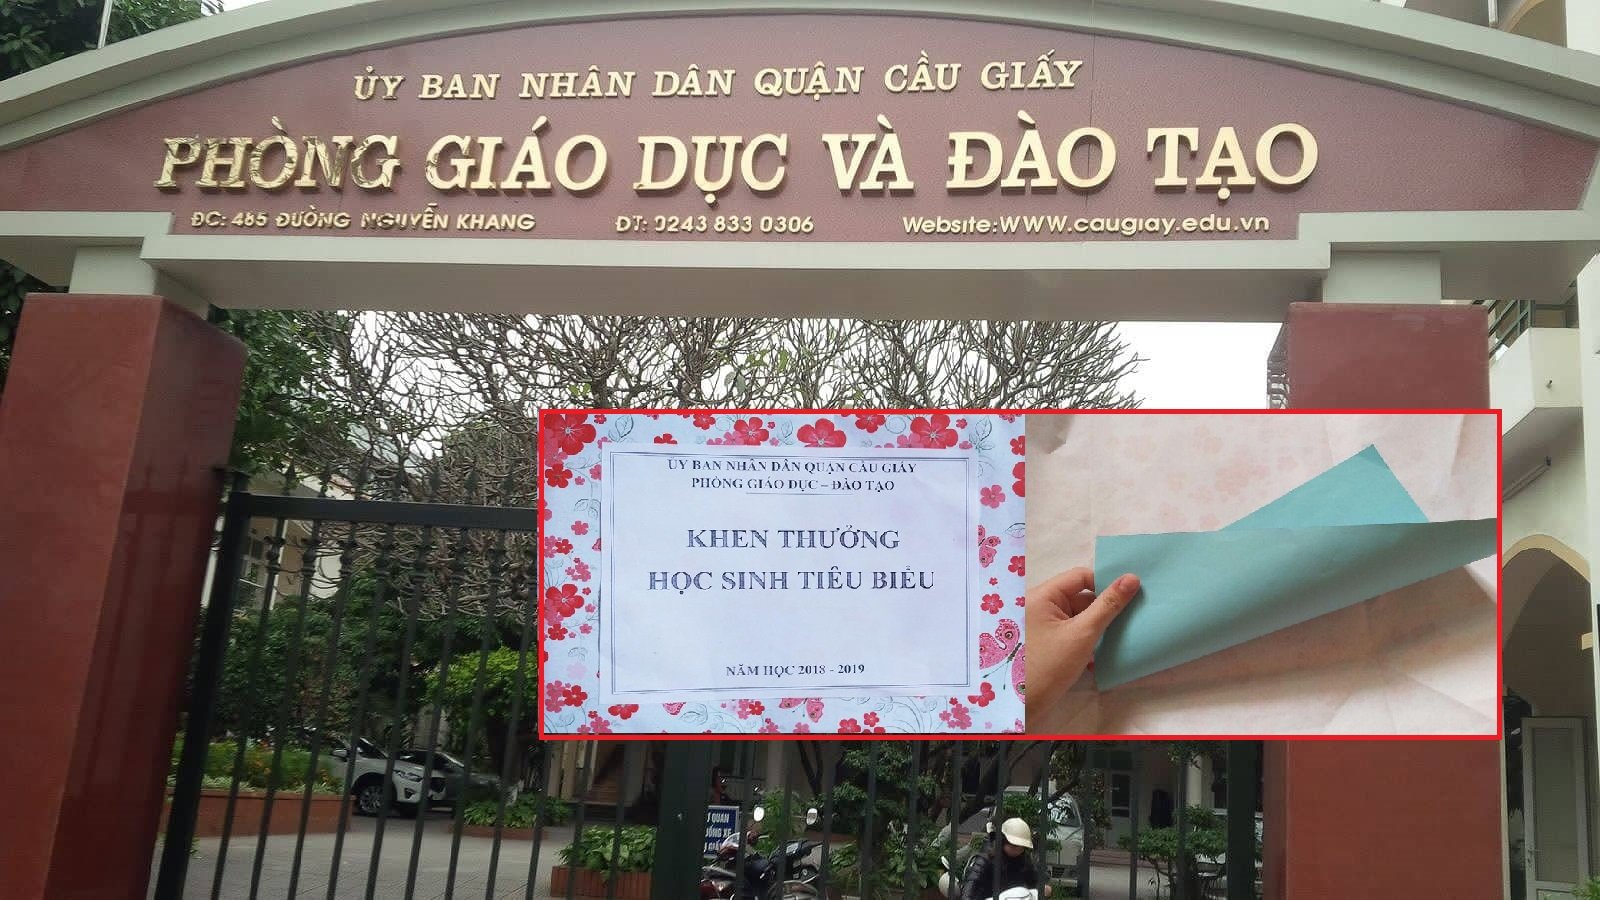 ỦY BAN NHÂN DÂN QUẬN CẦU GIẤY
PHÒNG GIÁO DỤC VÀ ĐÀO TẠO
ĐC: 485 ĐƯỜNG NGUYỄN KHANG ĐT: 0243 833 0306 Website:WWW.caugiay.edu.vn
ỦY BAN NHÂN DÂN QUẬN CẦU GIẤY
PHÒNG GIÁO DỤC – ĐÀO TẠO
KHEN THƯỞNG
HỌC SINH TIÊU BIỂU
NĂM HỌC 2018 - 2019
QUAN
XE